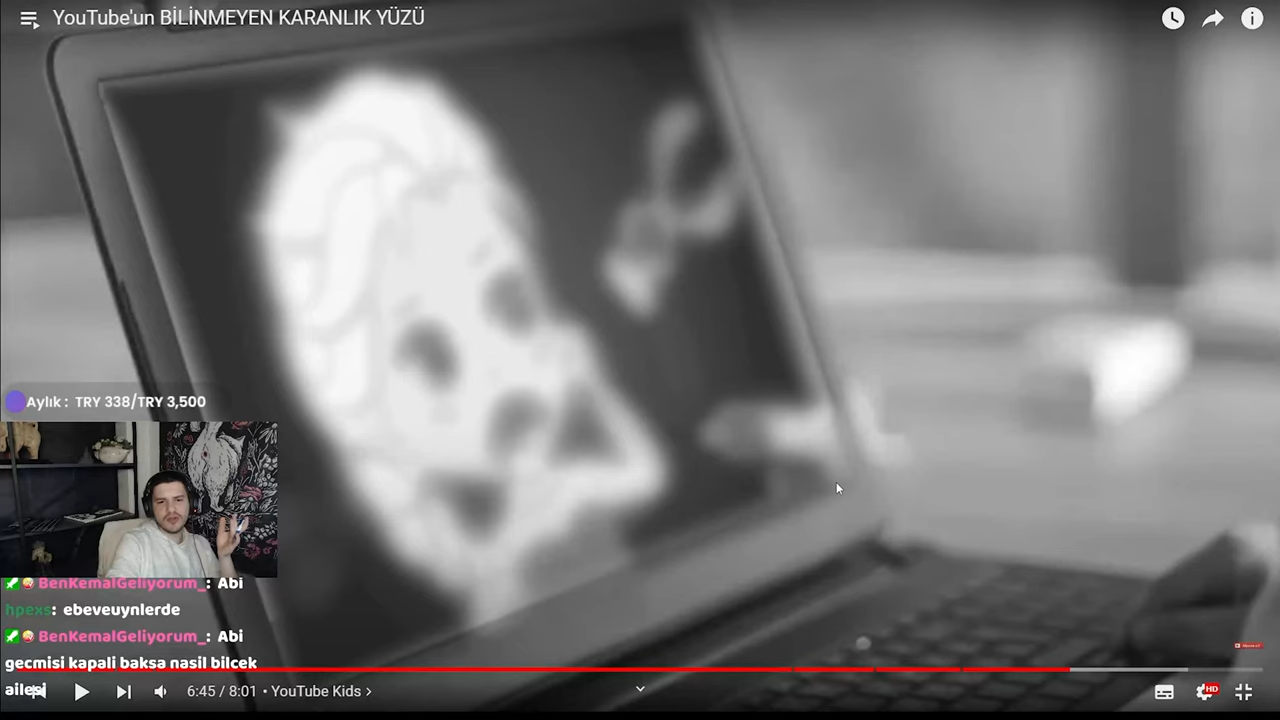 YouTube'un BİLİNMEYEN KARANLIK YÜZÜ
Aylık : TRY 338/TRY 3,500
BenKemalGeliyorum_: Abi
hpexs: ebeveuynlerde
BenKemalGeliyorum_: Abi
gecmisi kapali baksa nasil bilcek
ailesi
6:45 / 8:01 • YouTube Kids ›
HD